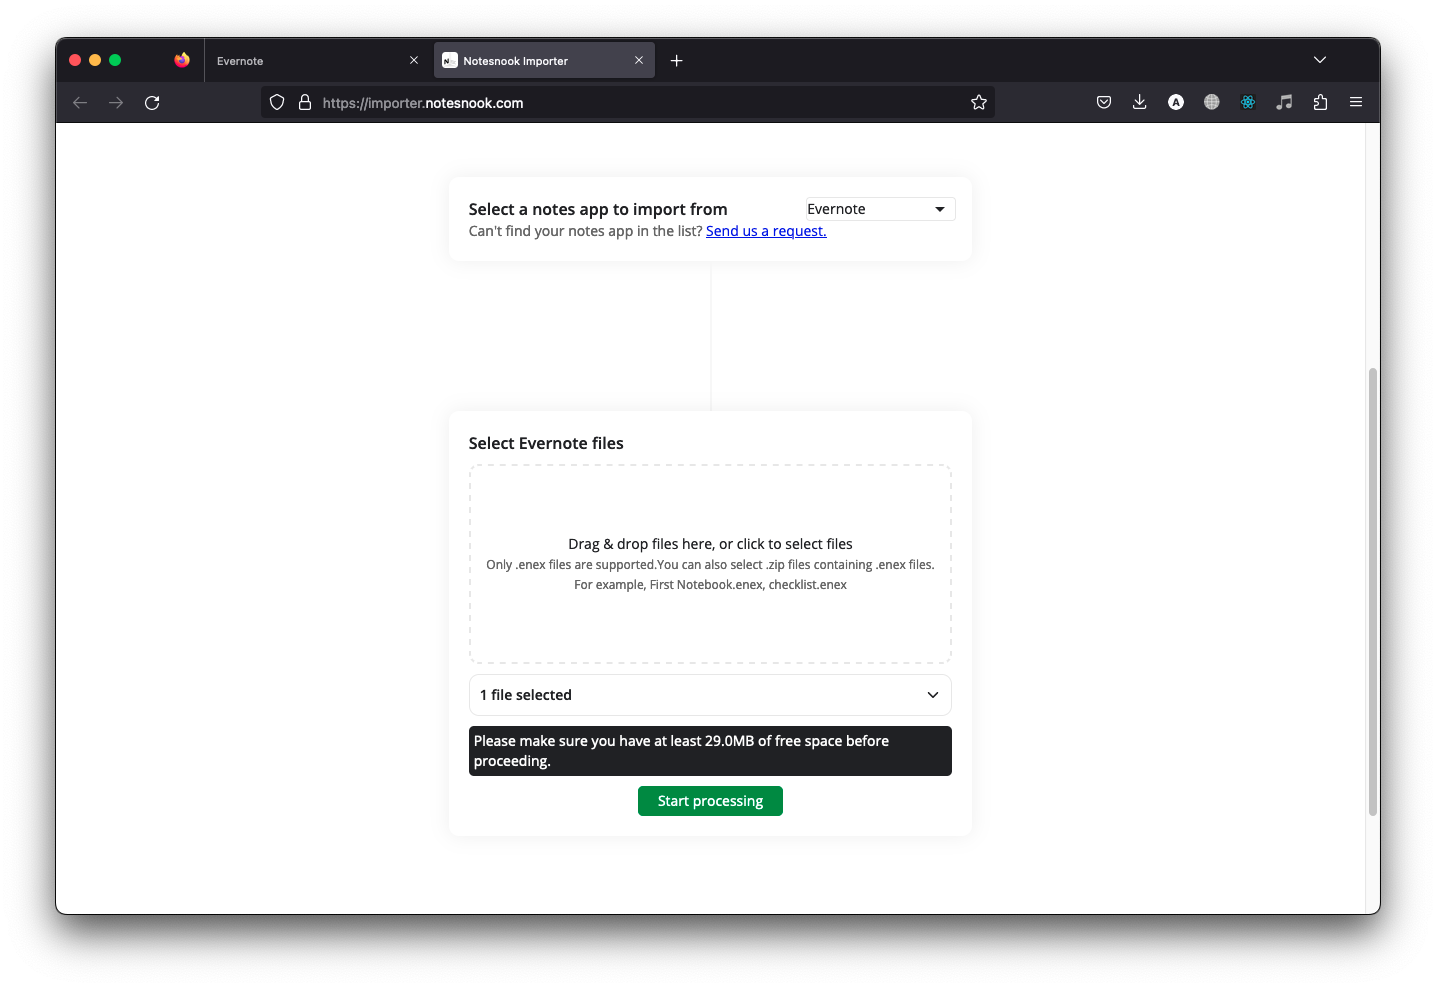 Evernote
Notesnook Importer
https://importer.notesnook.com
Select a notes app to import from
Evernote
Can't find your notes app in the list? Send us a request.
Select Evernote files
Drag & drop files here, or click to select files
Only .enex files are supported.You can also select .zip files containing .enex files.
For example, First Notebook.enex, checklist.enex
1 file selected
Please make sure you have at least 29.0MB of free space before
proceeding.
Start processing